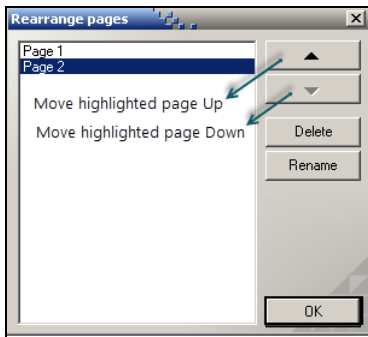 Rearrange pages
Page 1
Page 2
Move highlighted page Up
Move highlighted page Down
Delete
Rename
OK